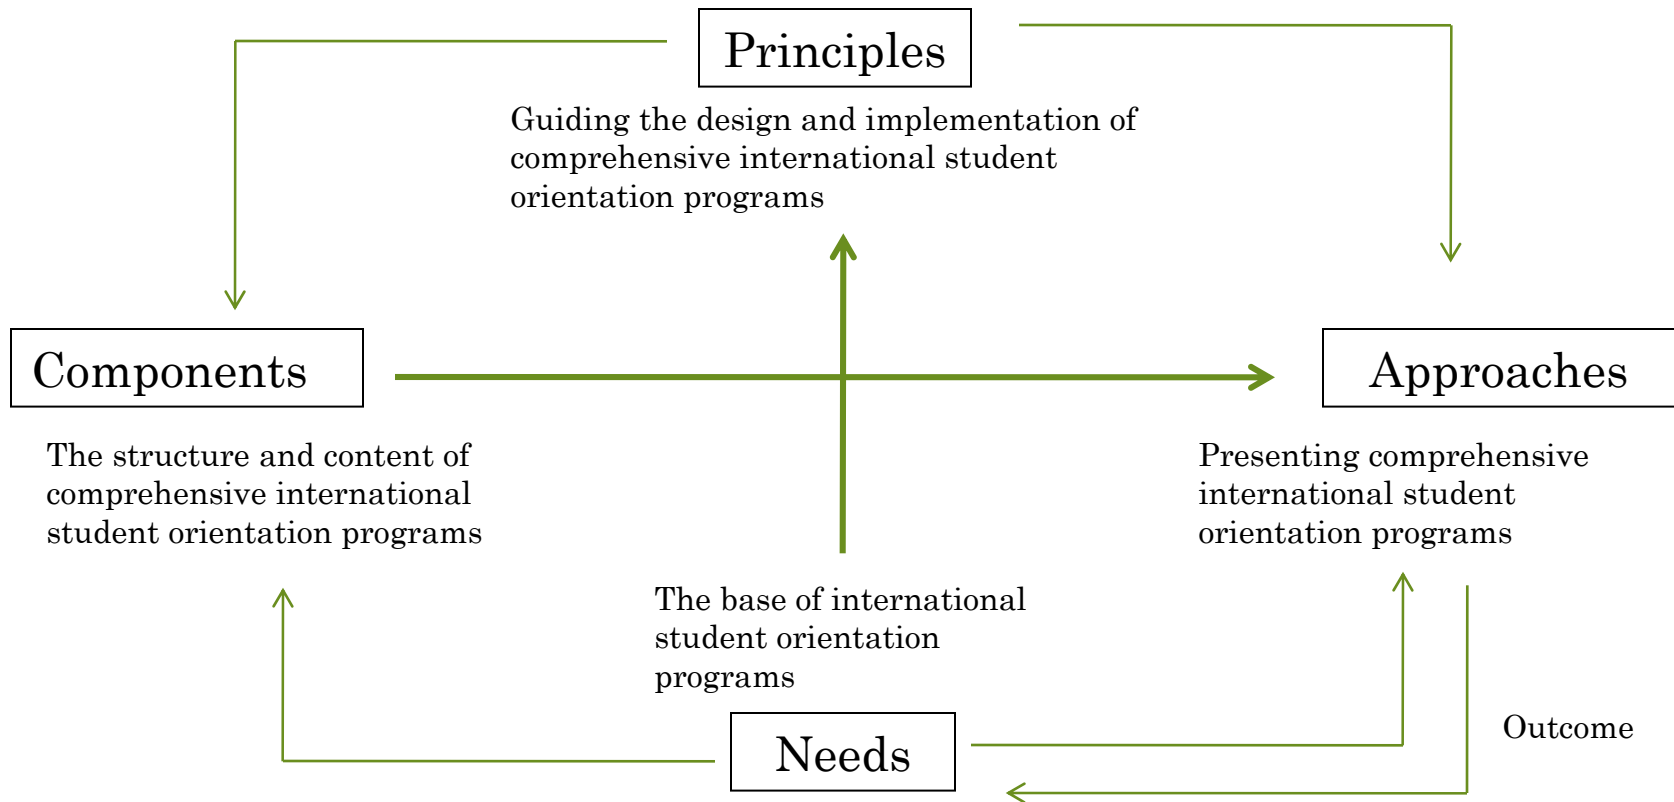 Principles
Guiding the design and implementation of
comprehensive international student
orientation programs
Components
Approaches
The structure and content of
comprehensive international
student orientation programs
Presenting comprehensive
international student
orientation programs
The base of international
student orientation
programs
Outcome
Needs